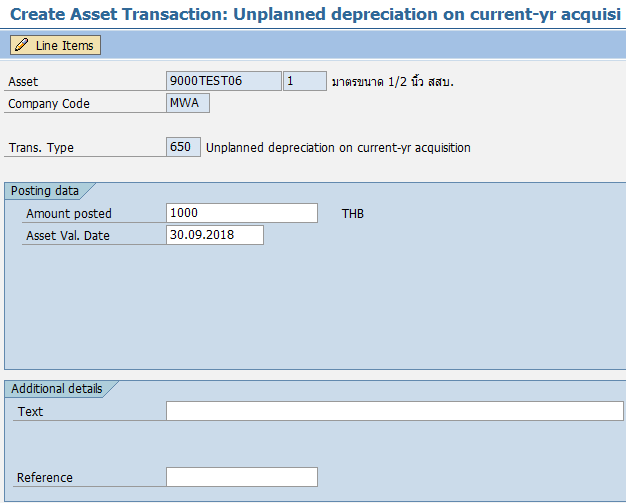 Create Asset Transaction: Unplanned depreciation on current-yr acquisi
Line Items
Asset 9000TEST06 1 มาตรขนาด 1/2 นิ้ว สสบ.
Company Code MWA
Trans. Type 650 Unplanned depreciation on current-yr acquisition
Posting data
Amount posted 1000 THB
Asset Val. Date 30.09.2018
Additional details
Text
Reference